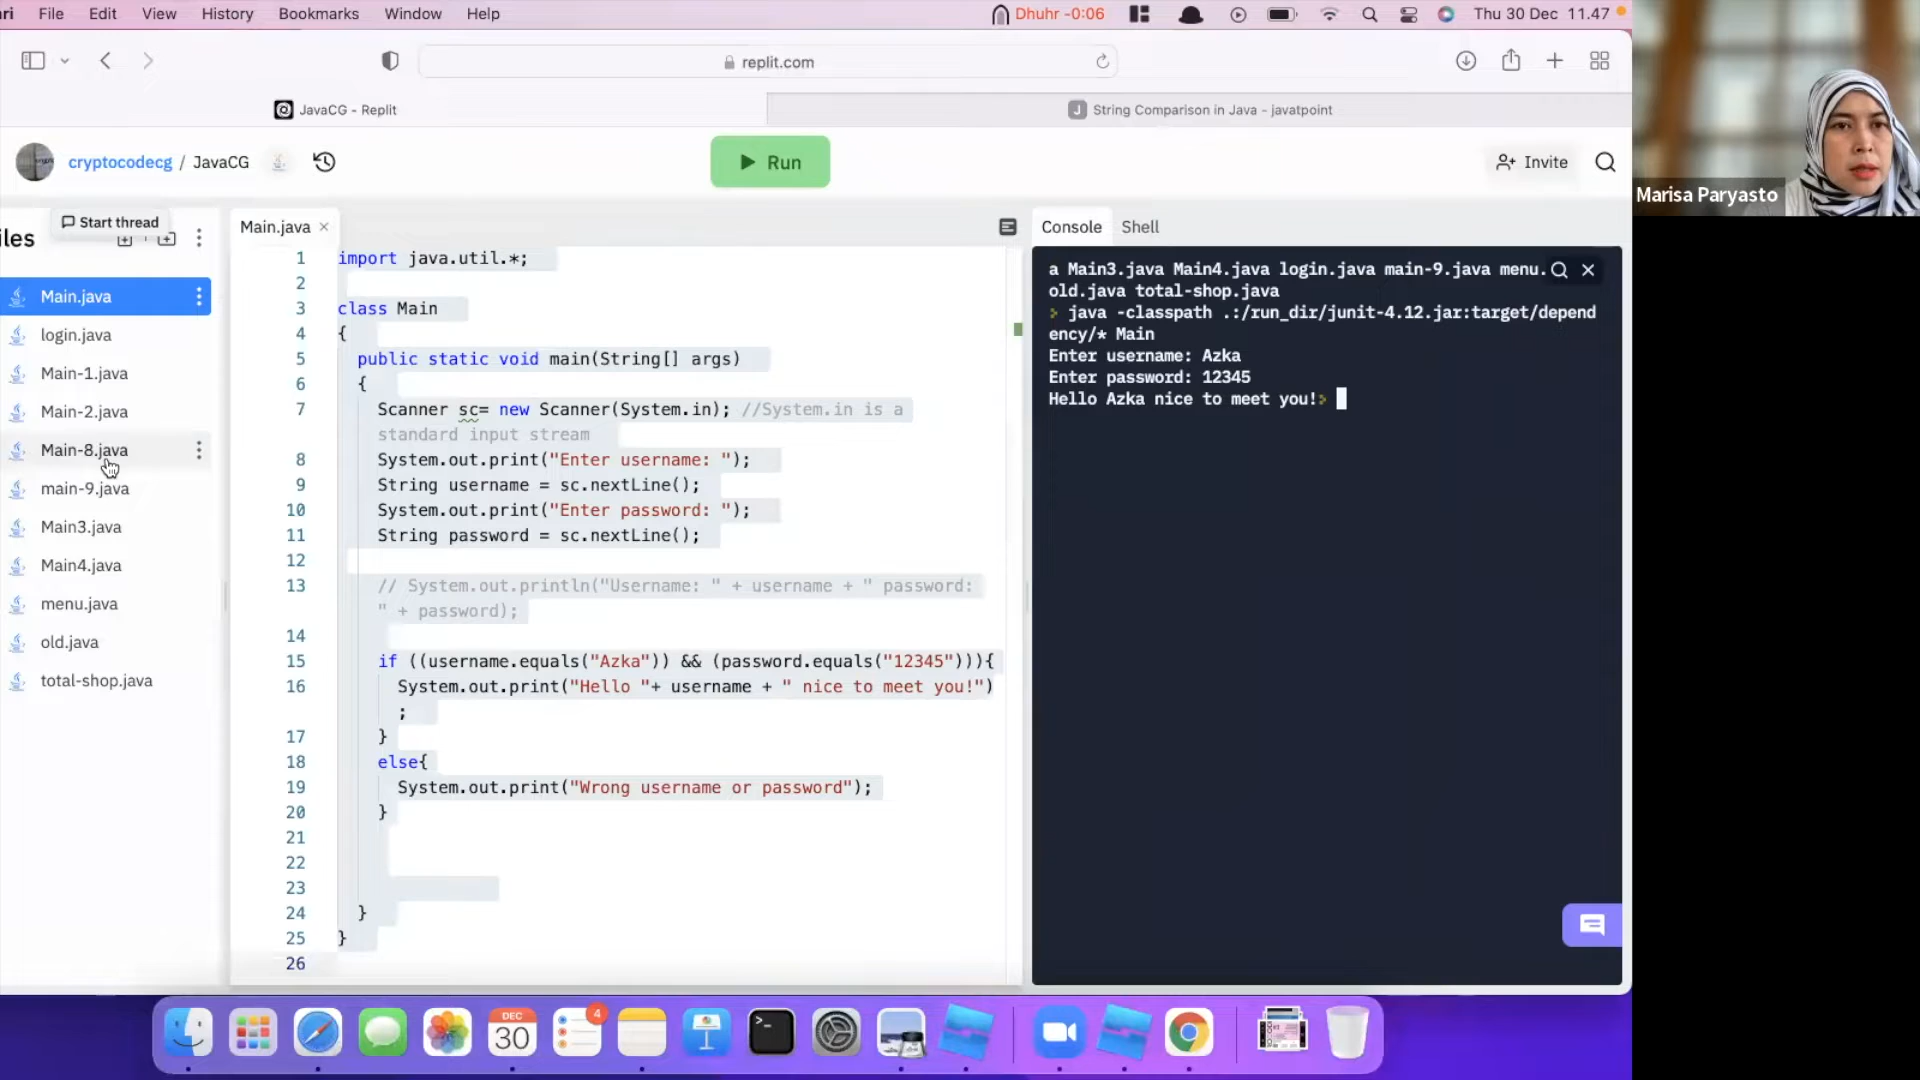 ri File Edit View History Bookmarks Window Help Dhuhr -0:06 Thu 30 Dec 11.47
replit.com
JavaCG - Replit
J String Comparison in Java - javatpoint
cryptocodecg / JavaCG
Run
Invite
Marisa Paryasto
Start thread
iles
Main.java
login.java
Main-1.java
Main-2.java
Main-8.java
main-9.java
Main3.java
Main4.java
menu.java
old.java
total-shop.java
Main.java ×
1 import java.util.*;
2
3 class Main
4 {
5 public static void main(String[] args)
6 {
7 Scanner sc= new Scanner(System.in); //System.in is a
standard input stream
8 System.out.print("Enter username: ");
9 String username = sc.nextLine();
10 System.out.print("Enter password: ");
11 String password = sc.nextLine();
12
13 // System.out.println("Username: " + username + " password:
" + password);
14
15 if ((username.equals("Azka")) && (password.equals("12345"))){
16 System.out.print("Hello "+ username + " nice to meet you!")
;
17 }
18 else{
19 System.out.print("Wrong username or password");
20 }
21
22
23
24 }
25 }
26
Console Shell
a Main3.java Main4.java login.java main-9.java menu.
old.java total-shop.java
> java -classpath .:/run_dir/junit-4.12.jar:target/depend
ency/* Main
Enter username: Azka
Enter password: 12345
Hello Azka nice to meet you!>
DEC
30
4
>_